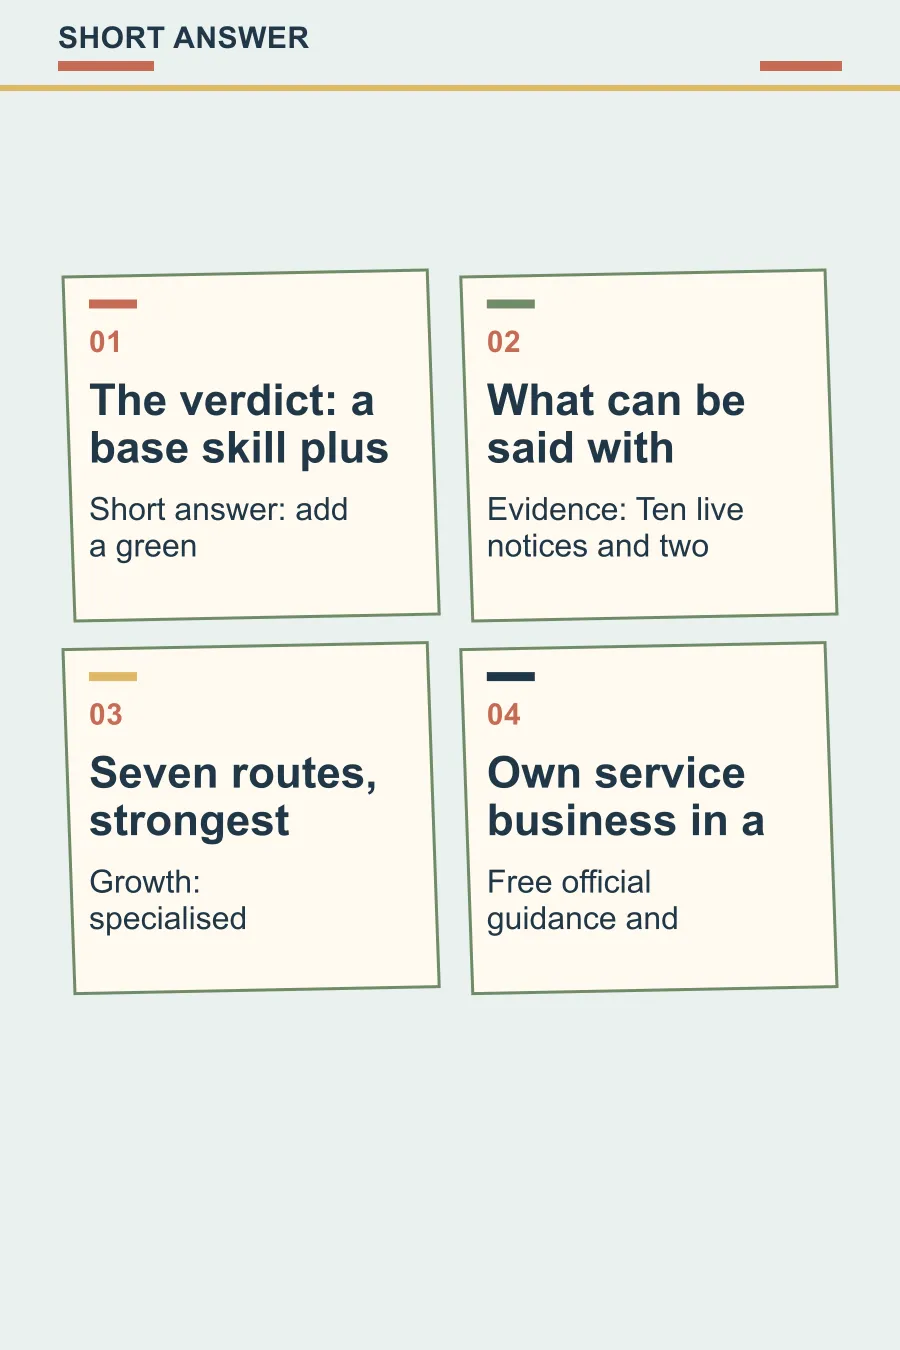 SHORT ANSWER
01
The verdict: a
base skill plus
Short answer: add
a green
02
What can be
said with
Evidence: Ten live
notices and two
03
Seven routes,
strongest
Growth:
specialised
04
Own service
business in a
Free official
guidance and